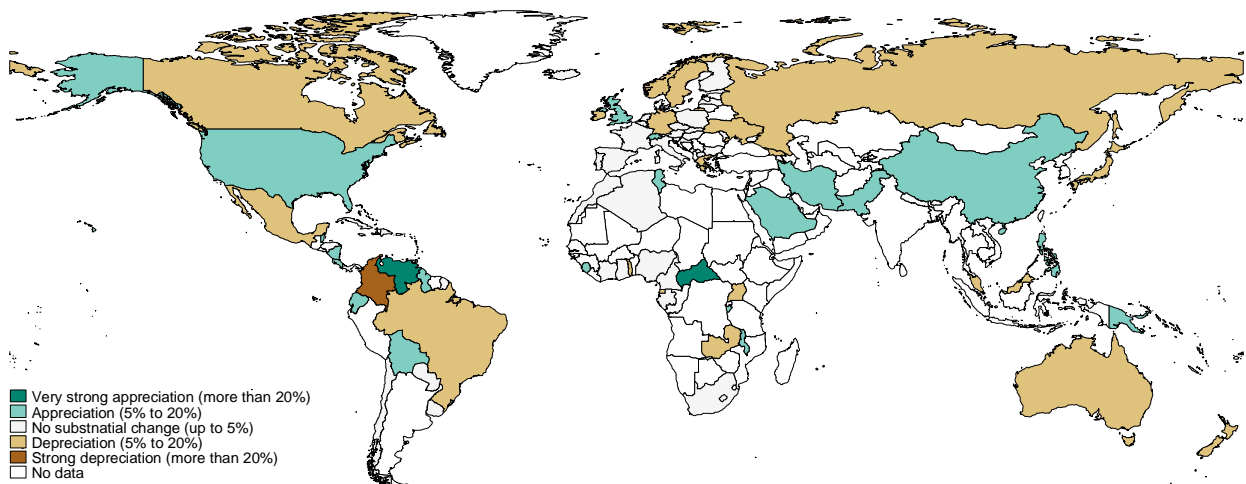 Very strong appreciation (more than 20%)
Appreciation (5% to 20%)
No substnatial change (up to 5%)
Depreciation (5% to 20%)
Strong depreciation (more than 20%)
No data